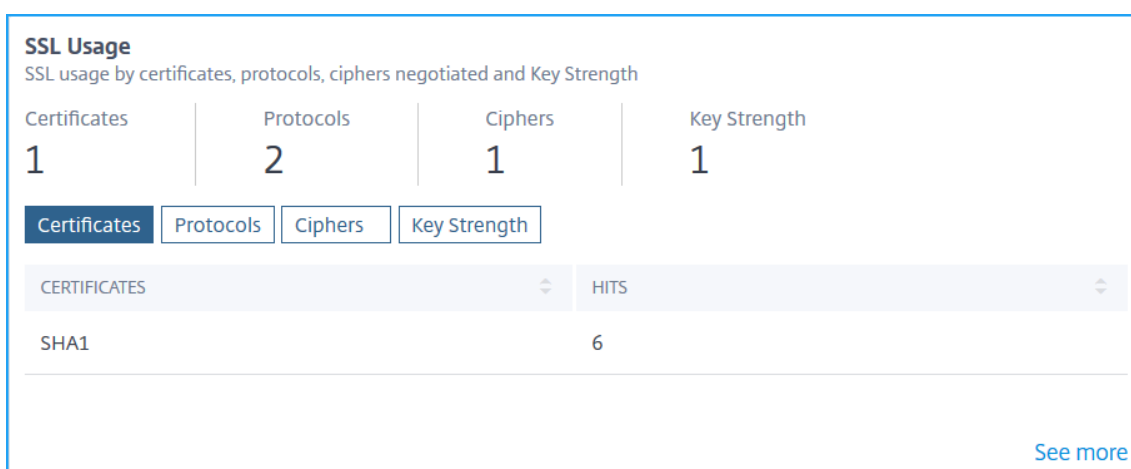 SSL Usage
SSL usage by certificates, protocols, ciphers negotiated and Key Strength
Certificates Protocols Ciphers Key Strength
1 2 1 1
Certificates Protocols Ciphers Key Strength
CERTIFICATES HITS
SHA1 6
See more